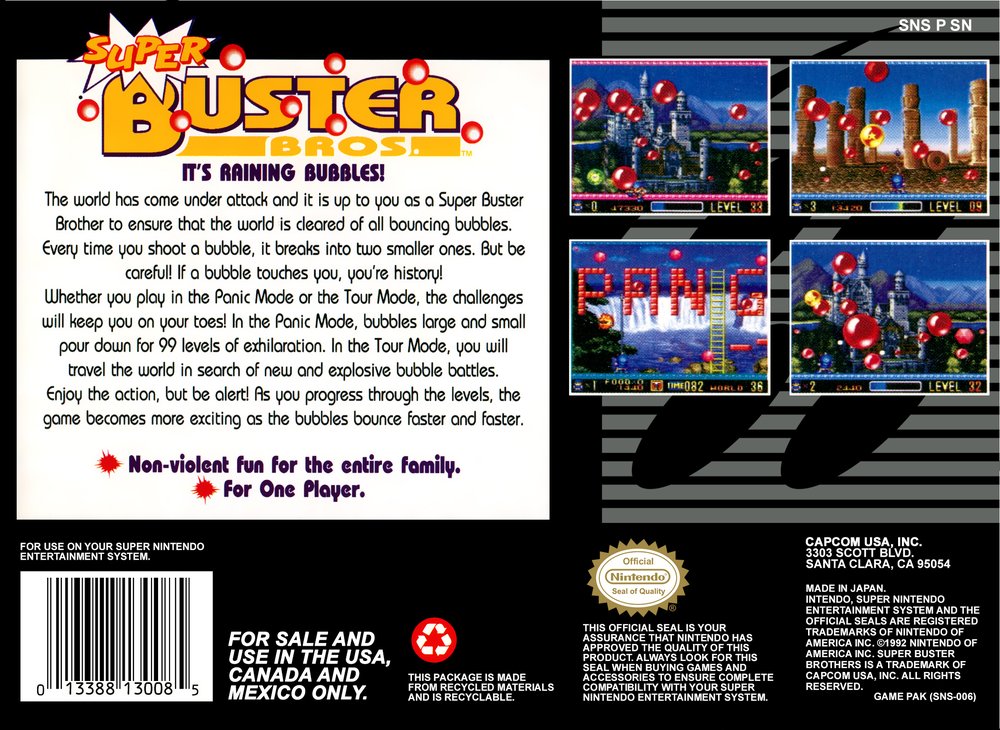 SNS P SN
SUPER
BUSTER
BROS.™
IT'S RAINING BUBBLES!
The world has come under attack and it is up to you as a Super Buster
Brother to ensure that the world is cleared of all bouncing bubbles.
Every time you shoot a bubble, it breaks into two smaller ones. But be
careful! If a bubble touches you, you're history!
Whether you play in the Panic Mode or the Tour Mode, the challenges
will keep you on your toes! In the Panic Mode, bubbles large and small
pour down for 99 levels of exhilaration. In the Tour Mode, you will
travel the world in search of new and explosive bubble battles.
Enjoy the action, but be alert! As you progress through the levels, the
game becomes more exciting as the bubbles bounce faster and faster.
Non-violent fun for the entire family.
For One Player.
0 17330 LEVEL 33
3 13420 LEVEL 09
PANG
1 TIME082 WORLD 36
2 LEVEL 32
FOR USE ON YOUR SUPER NINTENDO
ENTERTAINMENT SYSTEM.
0 13388 13008 5
FOR SALE AND
USE IN THE USA,
CANADA AND
MEXICO ONLY.
THIS PACKAGE IS MADE
FROM RECYCLED MATERIALS
AND IS RECYCLABLE.
Official
Nintendo
Seal of Quality
®
THIS OFFICIAL SEAL IS YOUR
ASSURANCE THAT NINTENDO HAS
APPROVED THE QUALITY OF THIS
PRODUCT. ALWAYS LOOK FOR THIS
SEAL WHEN BUYING GAMES AND
ACCESSORIES TO ENSURE COMPLETE
COMPATIBILITY WITH YOUR SUPER
NINTENDO ENTERTAINMENT SYSTEM.
CAPCOM USA, INC.
3303 SCOTT BLVD.
SANTA CLARA, CA 95054
MADE IN JAPAN.
INTENDO, SUPER NINTENDO
ENTERTAINMENT SYSTEM AND THE
OFFICIAL SEALS ARE REGISTERED
TRADEMARKS OF NINTENDO OF
AMERICA INC. ©1992 NINTENDO OF
AMERICA INC. SUPER BUSTER
BROTHERS IS A TRADEMARK OF
CAPCOM USA, INC. ALL RIGHTS
RESERVED.
GAME PAK (SNS-006)